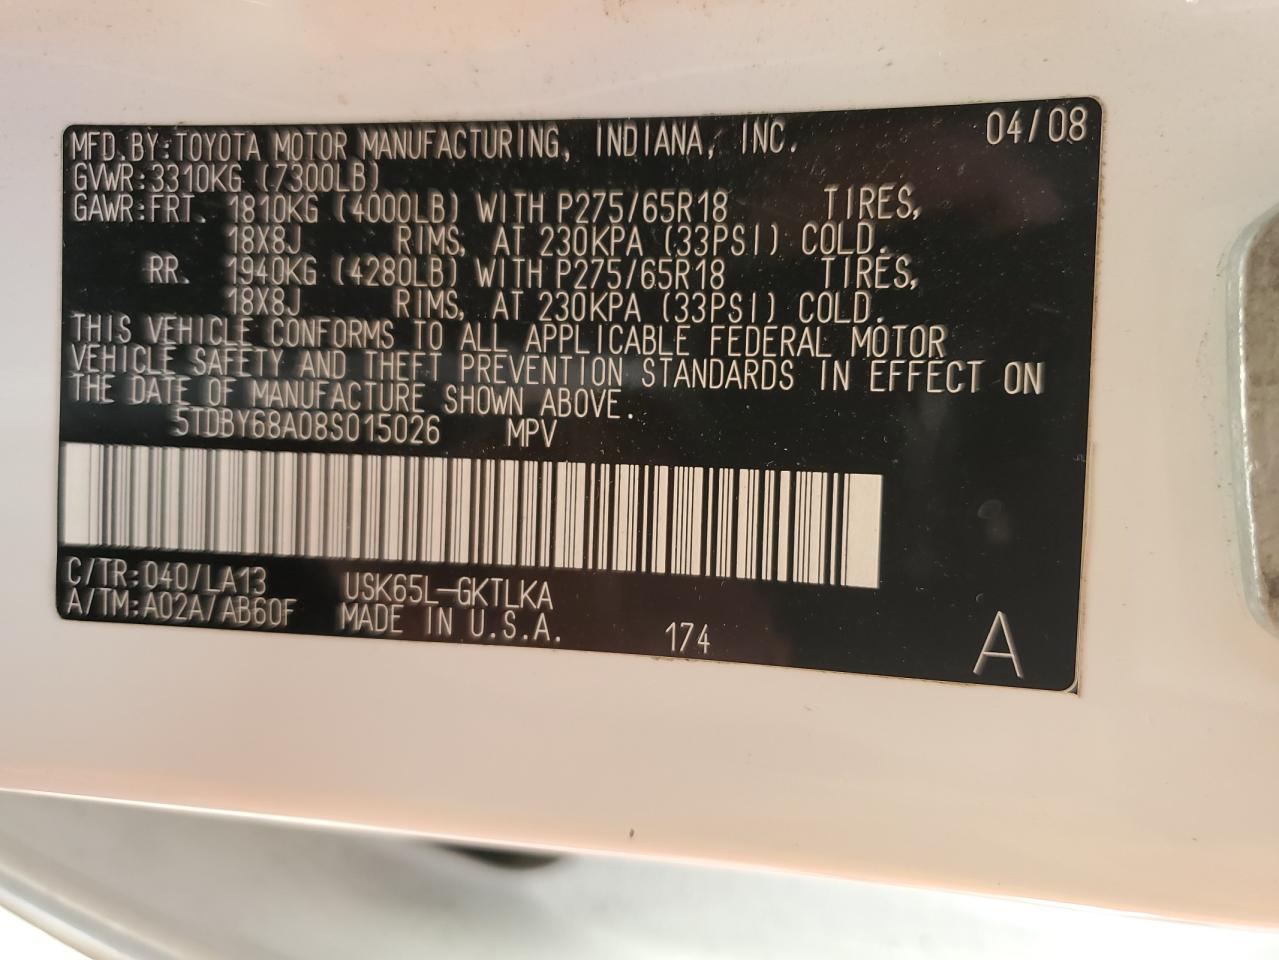 MFD.BY:TOYOTA MOTOR MANUFACTURING, INDIANA, INC. 04/08
GVWR:3310KG (7300LB)
GAWR:FRT. 1810KG (4000LB) WITH P275/65R18 TIRES,
18X8J RIMS, AT 230KPA (33PSI) COLD.
RR. 1940KG (4280LB) WITH P275/65R18 TIRES,
18X8J RIMS, AT 230KPA (33PSI) COLD.
THIS VEHICLE CONFORMS TO ALL APPLICABLE FEDERAL MOTOR
VEHICLE SAFETY AND THEFT PREVENTION STANDARDS IN EFFECT ON
THE DATE OF MANUFACTURE SHOWN ABOVE.
5TDBY68A08S015026 MPV
C/TR:040/LA13 USK65L-GKTLKA
A/TM:A02A/AB60F MADE IN U.S.A. 174 A